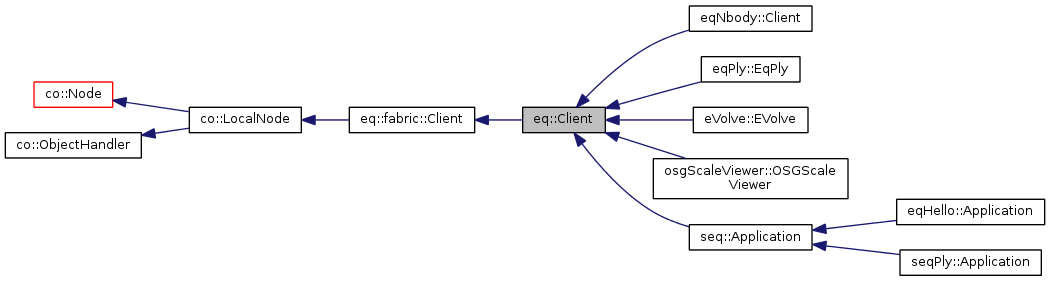 co::Node
co::ObjectHandler
co::LocalNode
eq::fabric::Client
eq::Client
eqNbody::Client
eqPly::EqPly
eVolve::EVolve
osgScaleViewer::OSGScale
Viewer
seq::Application
eqHello::Application
seqPly::Application